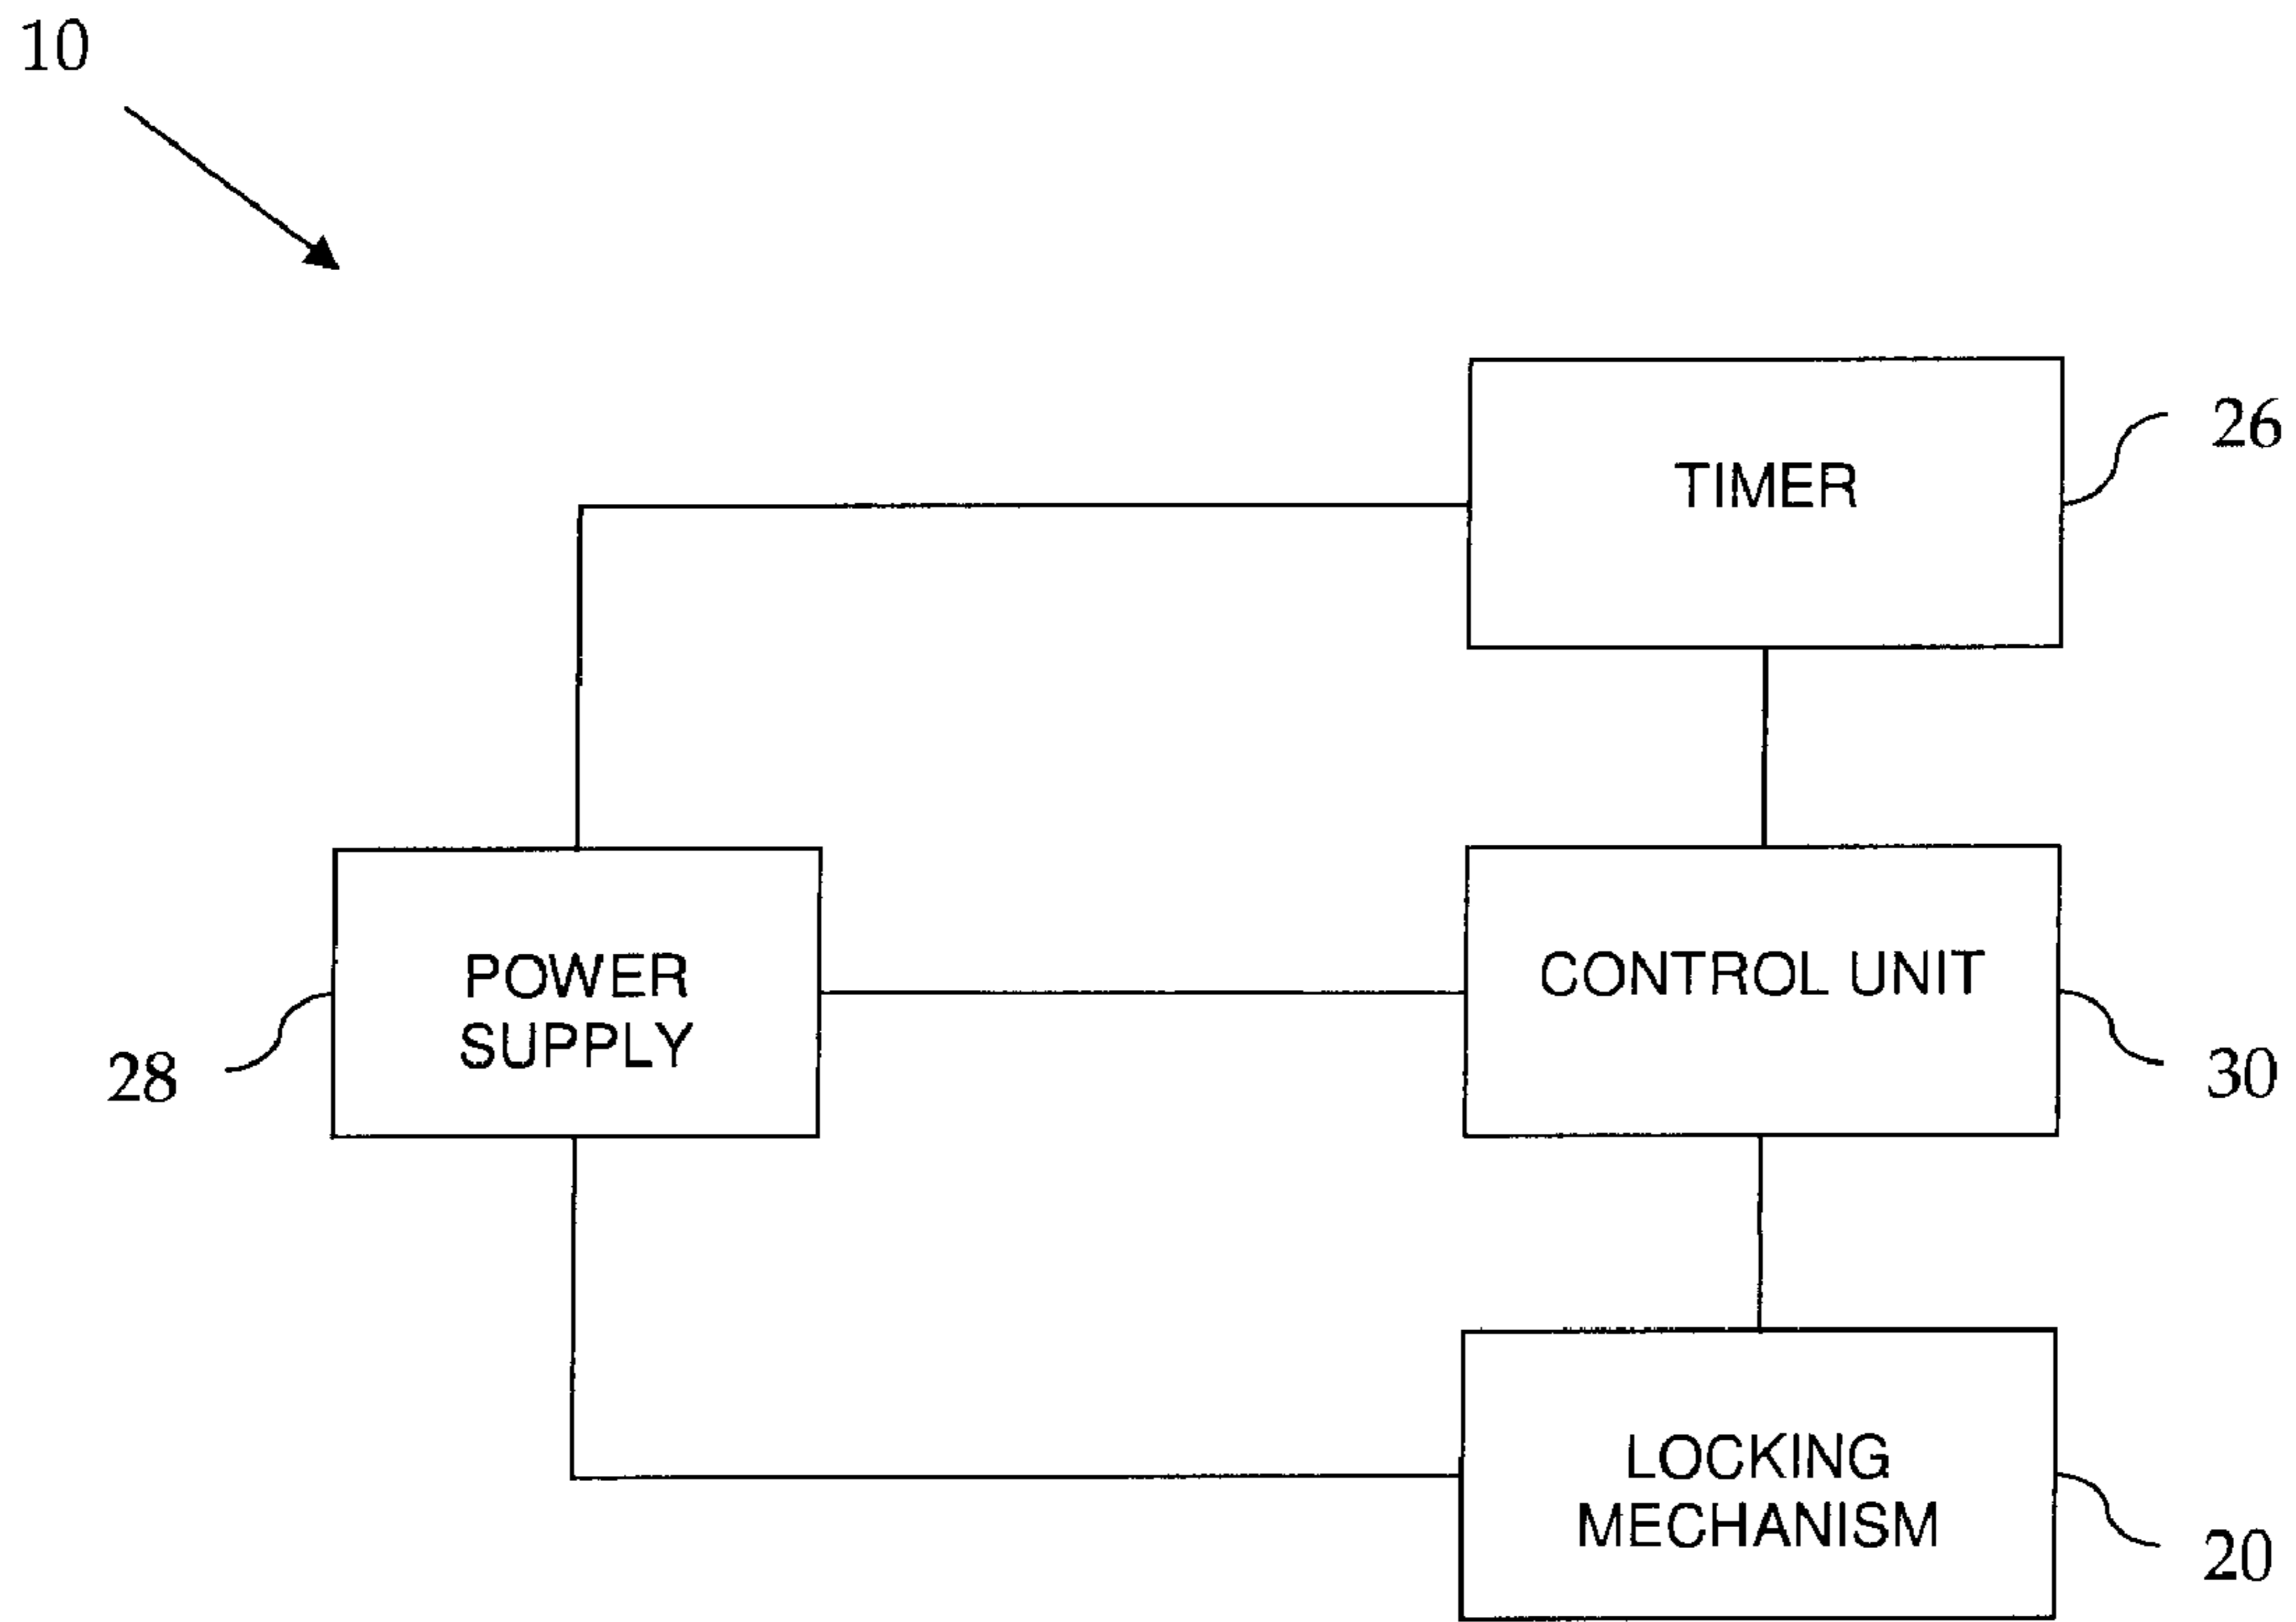 10
TIMER
26
POWER
SUPPLY
28
CONTROL UNIT
30
LOCKING
MECHANISM
20